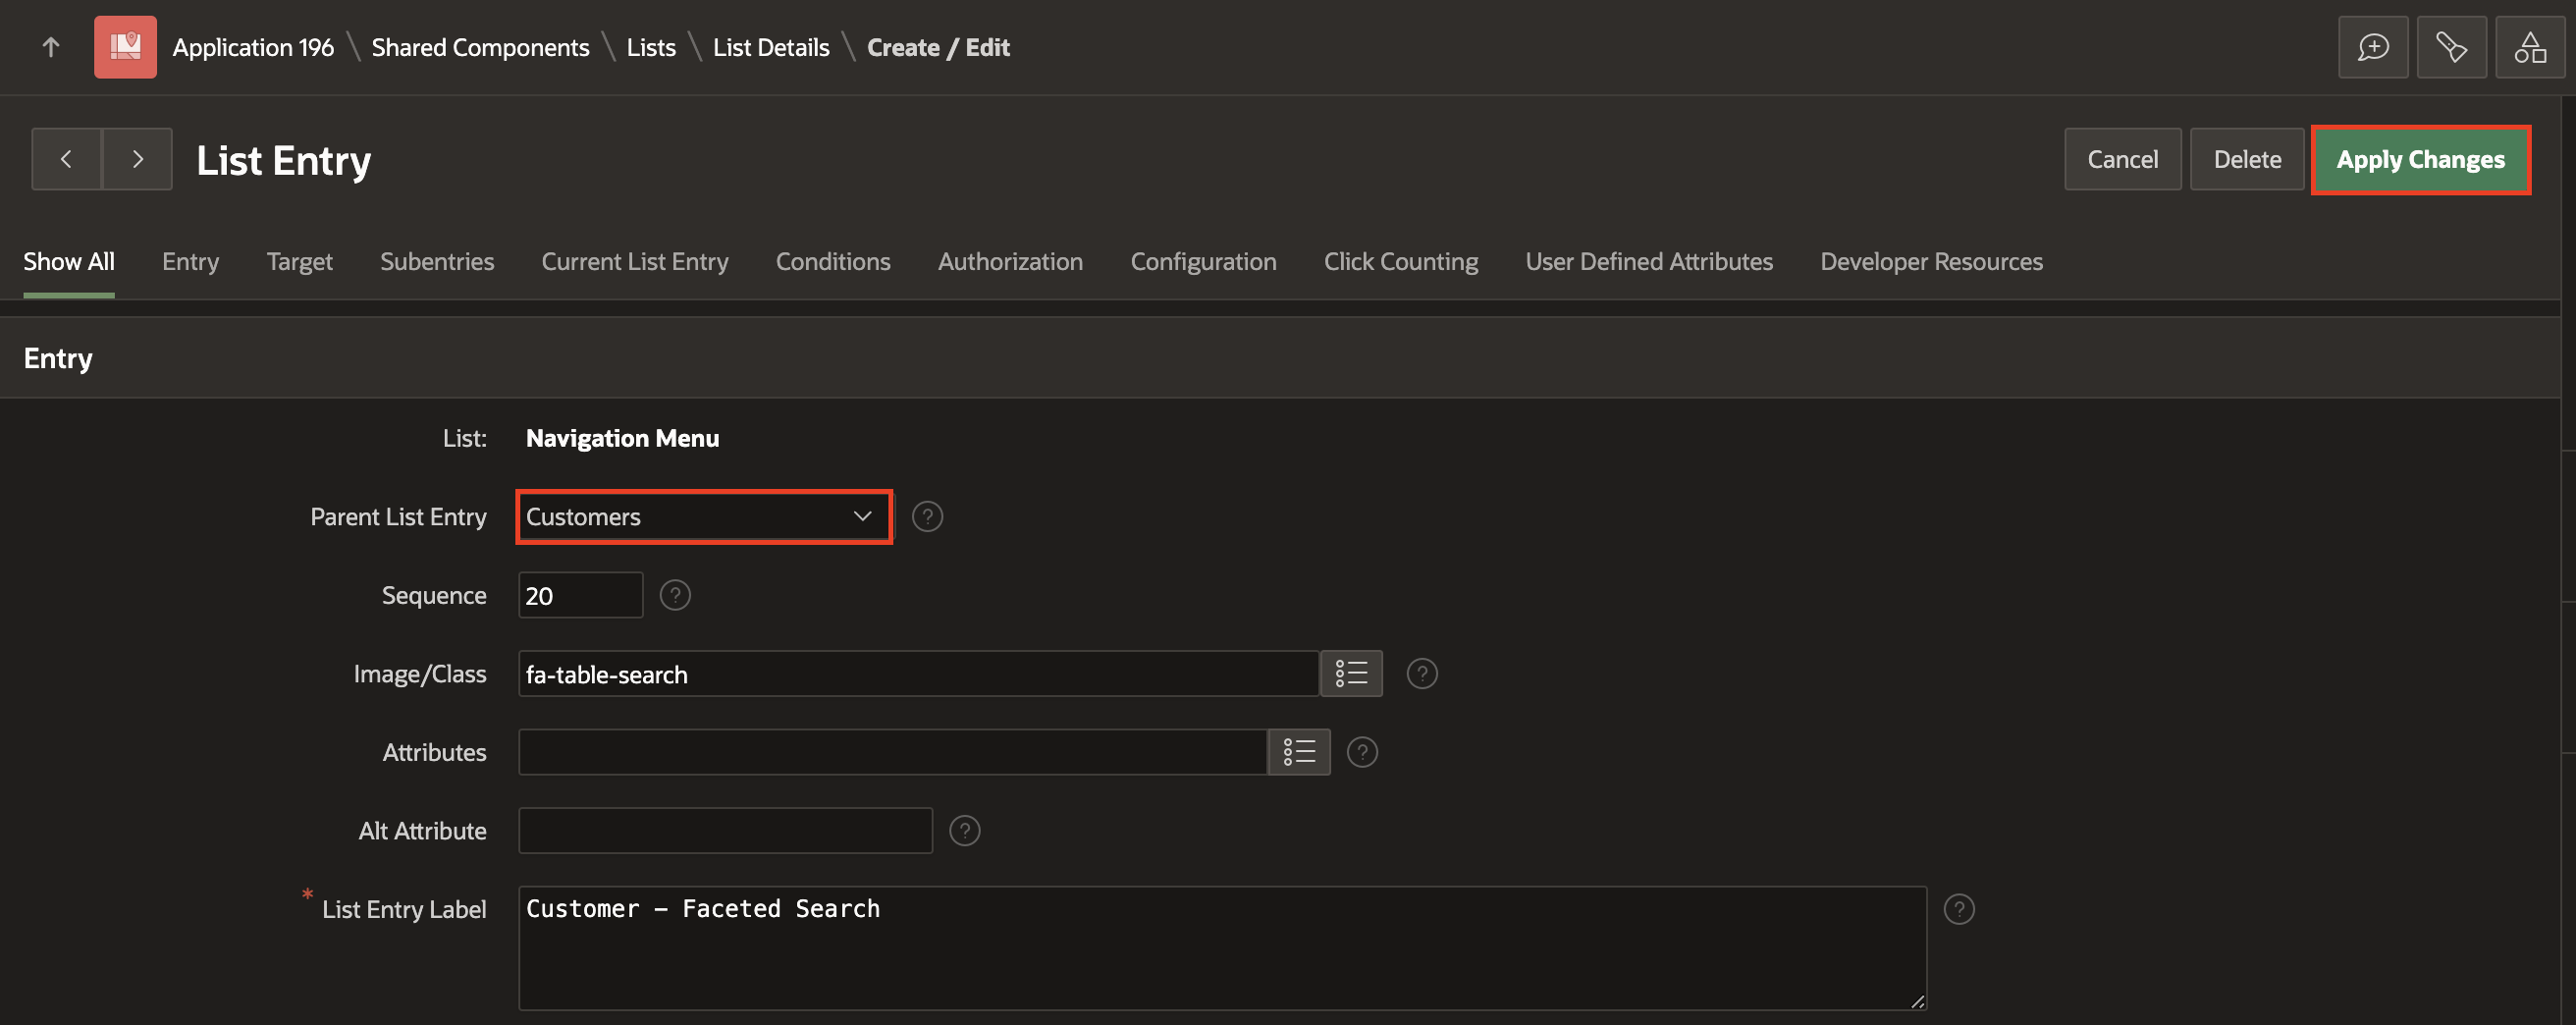 Application 196 \ Shared Components \ Lists \ List Details \ Create / Edit
List Entry
Cancel Delete Apply Changes
Show All Entry Target Subentries Current List Entry Conditions Authorization Configuration Click Counting User Defined Attributes Developer Resources
Entry
List: Navigation Menu
Parent List Entry Customers ?
Sequence 20 ?
Image/Class fa-table-search ?
Attributes ?
Alt Attribute ?
* List Entry Label Customer – Faceted Search ?